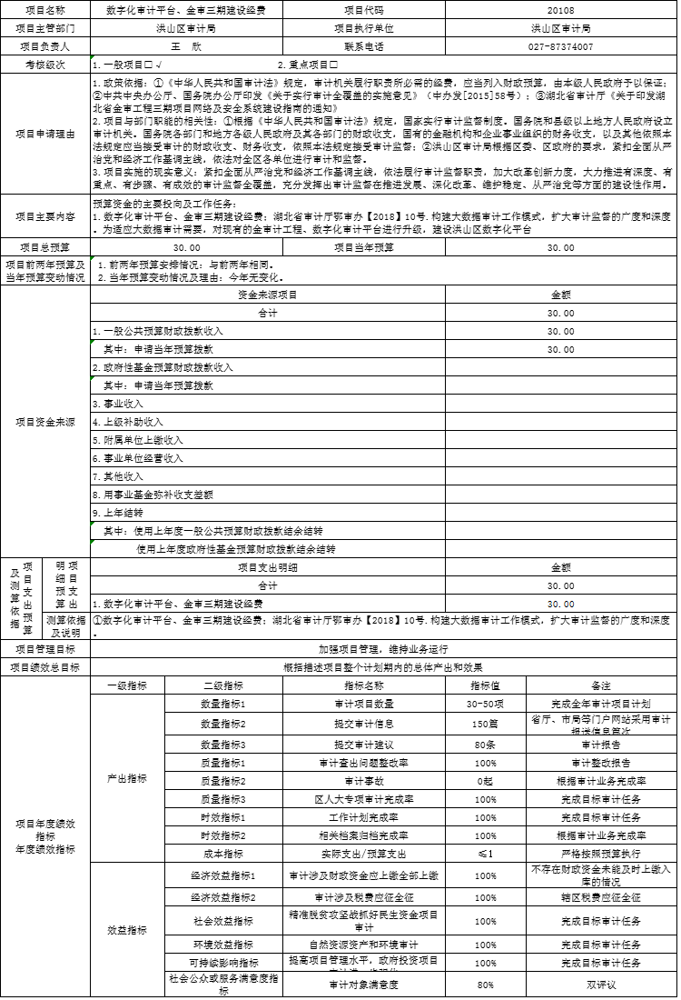 项目名称 数字化审计平台、金审三期建设经费 项目代码 20108
项目主管部门 洪山区审计局 项目执行单位 洪山区审计局
项目负责人 王 欣 联系电话 027-87374007
考核级次 1.一般项目□√ 2.重点项目□
项目申请理由
1.政策依据：①《中华人民共和国审计法》规定，审计机关履行职责所必需的经费，应当列入财政预算，由本级人民政府予以保证；
②中共中央办公厅、国务院办公厅印发《关于实行审计全覆盖的实施意见》（中办发[2015]58号）；③湖北省审计厅《关于印发湖
北省金审工程三期项目网络及安全系统建设指南的通知》
2.项目与部门职能的相关性：①根据《中华人民共和国审计法》规定，国家实行审计监督制度。国务院和县级以上地方人民政府设立
审计机关。国务院各部门和地方各级人民政府及其各部门的财政收支，国有的金融机构和企业事业组织的财务收支，以及其他依照本
法规定应当接受审计的财政收支、财务收支，依照本法规定接受审计监督；②洪山区审计局根据区委、区政府的要求，紧扣全面从严
治党和经济工作基调主线，依法对全区各单位进行审计和监督。
3.项目实施的现实意义：紧扣全面从严治党和经济工作基调主线，依法履行审计监督职责，加大改革创新力度，大力推进有深度、有
重点、有步骤、有成效的审计监督全覆盖，充分发挥出审计监督在推进发展、深化改革、维护稳定、从严治党等方面的建设性作用。
项目主要内容
预算资金的主要投向及工作任务：
1.数字化审计平台、金审三期建设经费；湖北省审计厅鄂审办【2018】10号.构建大数据审计工作模式，扩大审计监督的广度和深度
。为适应大数据审计需要，对现有的金审计工程、数字化审计平台进行升级，建设洪山区数字化平台
项目总预算 30.00 项目当年预算 30.00
项目前两年预算及
当年预算变动情况
1.前两年预算安排情况：与前两年相同。
2.当年预算变动情况及理由：今年无变化。
项目资金来源
资金来源项目 金额
合计 30.00
1.一般公共预算财政拨款收入 30.00
其中：申请当年预算拨款 30.00
2.政府性基金预算财政拨款收入
其中：申请当年预算拨款
3.事业收入
4.上级补助收入
5.附属单位上缴收入
6.事业单位经营收入
7.其他收入
8.用事业基金弥补收支差额
9.上年结转
其中：使用上年度一般公共预算财政拨款结余结转
使用上年度政府性基金预算财政拨款结余结转
项目支出预算
及测算依据
项目支出
明细预算
项目支出明细 金额
合计 30.00
1.数字化审计平台、金审三期建设经费 30.00
测算依据
及说明
①数字化审计平台、金审三期建设经费；湖北省审计厅鄂审办【2018】10号.构建大数据审计工作模式，扩大审计监督的广度和深度
。
项目管理目标 加强项目管理，维持业务运行
项目绩效总目标 概括描述项目整个计划期内的总体产出和效果
项目年度绩效
指标
年度绩效指标
一级指标 二级指标 指标名称 指标值 备注
产出指标
数量指标1 审计项目数量 30-50项 完成全年审计项目计划
数量指标2 提交审计信息 150篇 省厅、市局等门户网站采用审计
报送信息篇次
数量指标3 提交审计建议 80条 审计报告
质量指标1 审计查出问题整改率 100% 审计整改报告
质量指标2 审计事故 0起 根据审计业务完成率
质量指标3 区人大专项审计完成率 100% 完成目标审计任务
时效指标1 工作计划完成率 100% 完成目标审计任务
时效指标2 相关档案归档完成率 100% 根据审计业务完成率
成本指标 实际支出/预算支出 ≤1 严格按照预算执行
效益指标
经济效益指标1 审计涉及财政资金应上缴全部上缴 100% 不存在财政资金未能及时上缴入
库的情况
经济效益指标2 审计涉及税费应征全征 100% 辖区税费应征全征
社会效益指标 精准脱贫攻坚战抓好民生资金项目
审计 100% 完成目标审计任务
环境效益指标 自然资源资产和环境审计 100% 完成目标审计任务
可持续影响指标 提高项目管理水平，政府投资项目
100% 完成目标审计任务
社会公众或服务满意度指
标 审计对象满意度 80% 双评议